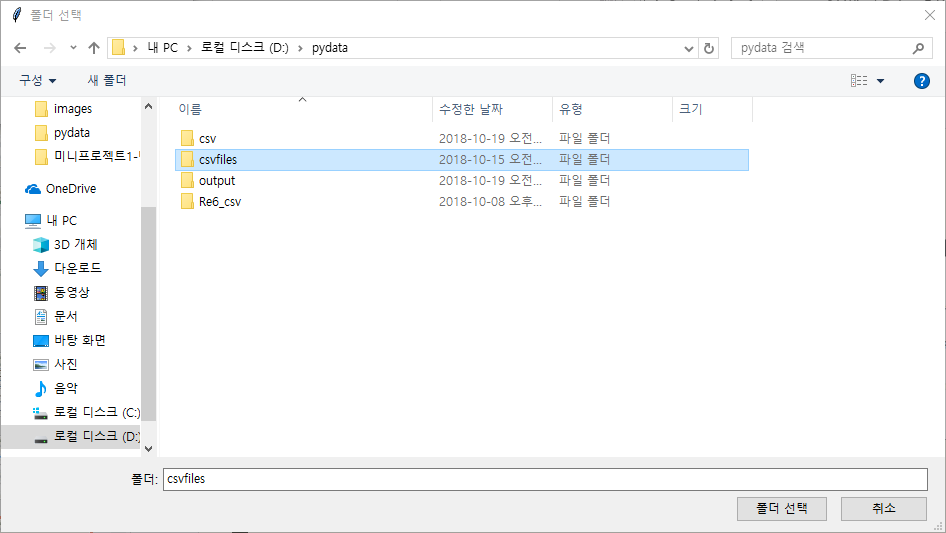 폴더 선택
내 PC › 로컬 디스크 (D:) › pydata
pydata 검색
구성
새 폴더
images
pydata
미니프로젝트1-
OneDrive
내 PC
3D 개체
다운로드
동영상
문서
바탕 화면
사진
음악
로컬 디스크 (C:)
로컬 디스크 (D:)
이름 수정한 날짜 유형 크기
csv 2018-10-19 오전... 파일 폴더
csvfiles 2018-10-15 오전... 파일 폴더
output 2018-10-19 오전... 파일 폴더
Re6_csv 2018-10-08 오후... 파일 폴더
폴더: csvfiles
폴더 선택 취소